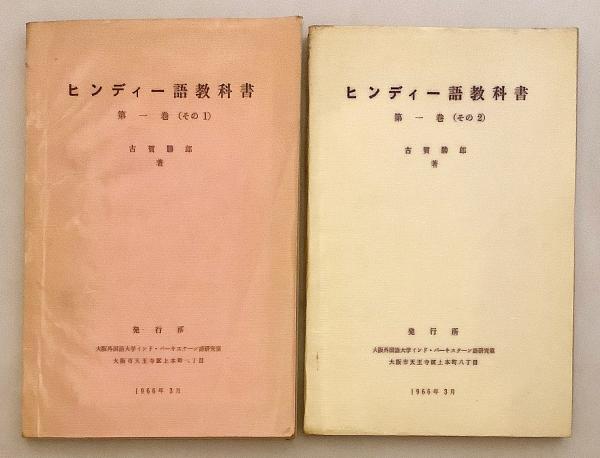 ヒンディー語教科書
第一巻(その1)
古賀勝郎
著
発行所
大阪外国語大学インド・パーキスターン語研究室
大阪市天王寺区上本町八丁目
1966年3月
ヒンディー語教科書
第一巻(その2)
古賀勝郎
著
発行所
大阪外国語大学インド・パーキスターン語研究室
大阪市天王寺区上本町八丁目
1966年3月